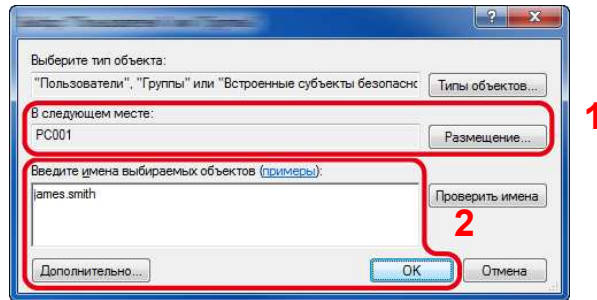 Выберите тип объекта:
"Пользователи", "Группы" или "Встроенные субъекты безопаснс
Типы объектов...
В следующем месте:
PC001
Размещение...
1
Введите имена выбираемых объектов (примеры):
james.smith
Проверить имена
2
Дополнительно...
OK
Отмена